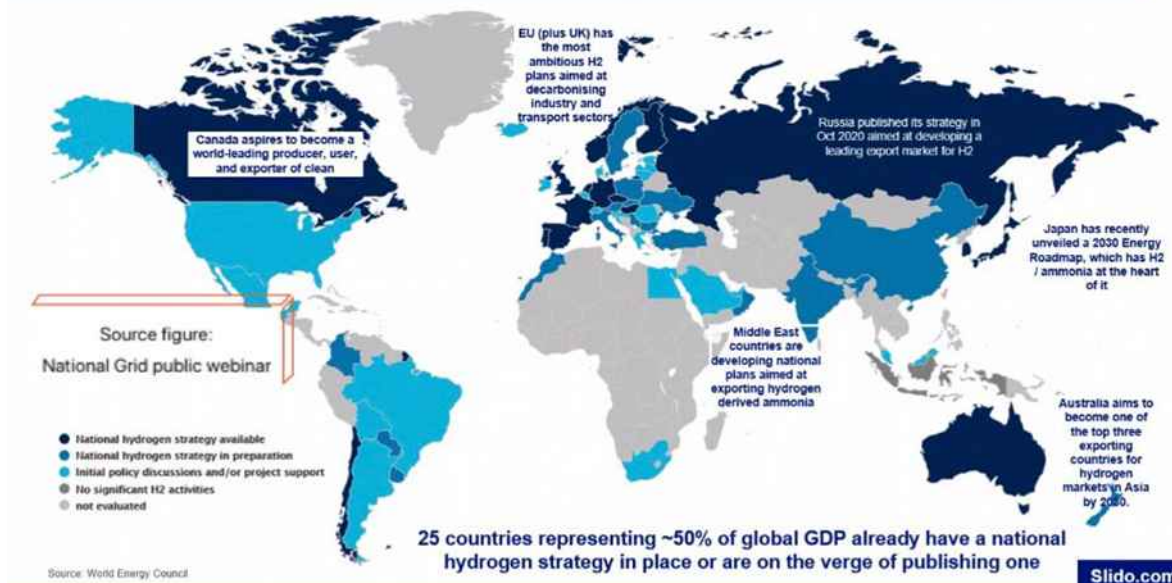 EU (plus UK) has
the most
ambitious H2
plans aimed at
decarbonising
industry and
transport sectors
Canada aspires to become a
world-leading producer, user,
and exporter of clean
Russia published its strategy in
Oct 2020 aimed at developing a
leading export market for H2
Japan has recently
unveiled a 2030 Energy
Roadmap, which has H2
/ ammonia at the heart
of it
Source figure:
National Grid public webinar
Middle East
countries are
developing national
plans aimed at
exporting hydrogen
derived ammonia
Australia aims to
become one of
the top three
exporting
countries for
hydrogen
markets in Asia
by 2030.
National hydrogen strategy available
National hydrogen strategy in preparation
Initial policy discussions and/or project support
No significant H2 activities
not evaluated
25 countries representing ~50% of global GDP already have a national
hydrogen strategy in place or are on the verge of publishing one
Source: World Energy Council
Slido.com